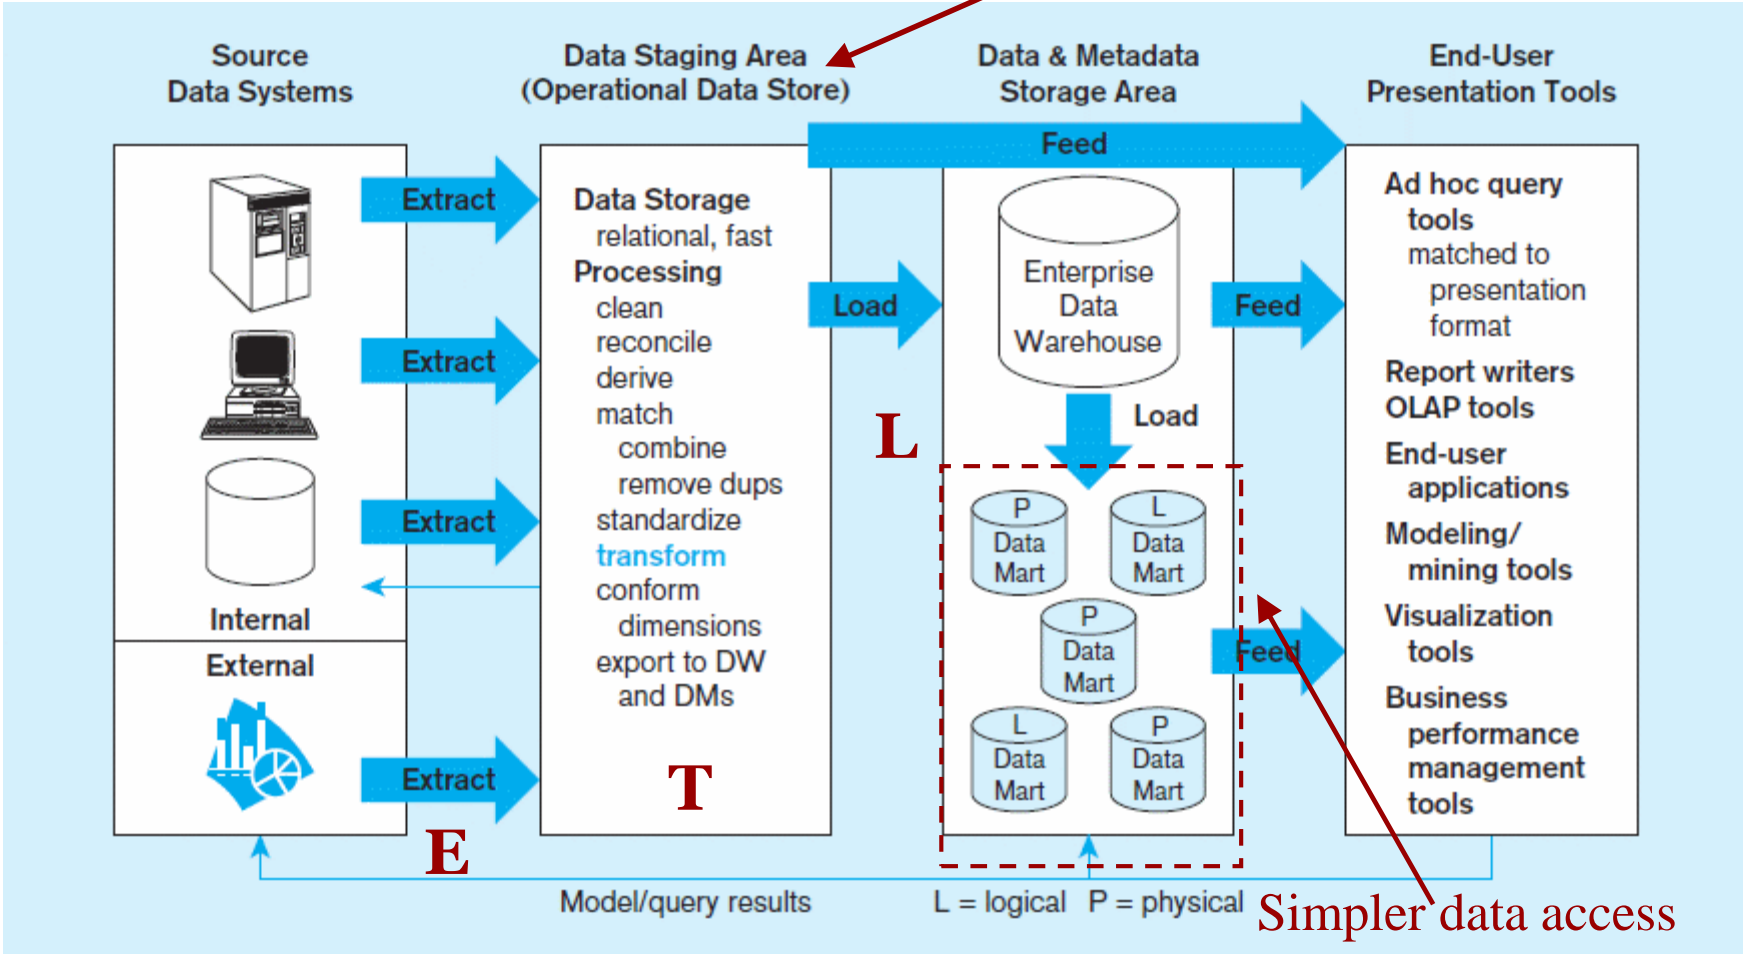 Source
Data Systems
Data Staging Area
(Operational Data Store)
Data & Metadata
Storage Area
End-User
Presentation Tools
Extract
Extract
Extract
Internal
External
Extract
E
Data Storage
relational, fast
Processing
clean
reconcile
derive
match
combine
remove dups
standardize
transform
conform
dimensions
export to DW
and DMs
T
Feed
Load
L
Enterprise
Data
Warehouse
Load
P
Data
Mart
L
Data
Mart
P
Data
Mart
L
Data
Mart
P
Data
Mart
Feed
Feed
Ad hoc query
tools
matched to
presentation
format
Report writers
OLAP tools
End-user
applications
Modeling/
mining tools
Visualization
tools
Business
performance
management
tools
Model/query results
L = logical P = physical
Simpler data access